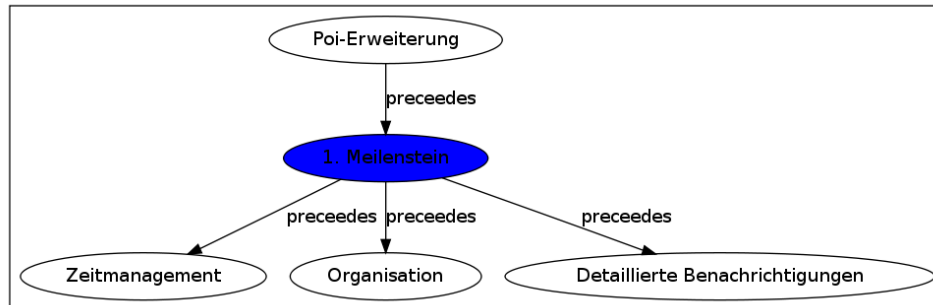 Poi-Erweiterung
preceedes
1. Meilenstein
preceedes preceedes preceedes
Zeitmanagement Organisation Detaillierte Benachrichtigungen